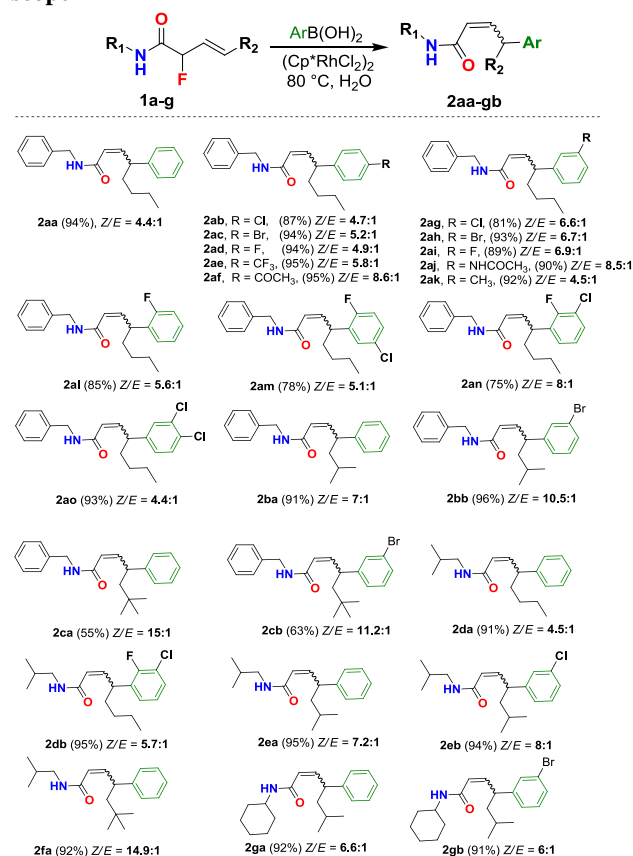 scope
R₁ N H O F R₂
ArB(OH)₂
(Cp*RhCl₂)₂
80 °C, H₂O
R₁ N H O R₂ Ar
1a-g
2aa-gb
HN O
2aa (94%), Z/E = 4.4:1
HN O R
2ab, R = Cl, (87%) Z/E = 4.7:1
2ac, R = Br, (94%) Z/E = 5.2:1
2ad, R = F, (94%) Z/E = 4.9:1
2ae, R = CF₃, (95%) Z/E = 5.8:1
2af, R = COCH₃, (95%) Z/E = 8.6:1
HN O R
2ag, R = Cl, (81%) Z/E = 6.6:1
2ah, R = Br, (93%) Z/E = 6.7:1
2ai, R = F, (89%) Z/E = 6.9:1
2aj, R = NHCOCH₃, (90%) Z/E = 8.5:1
2ak, R = CH₃, (92%) Z/E = 4.5:1
HN O F
2al (85%) Z/E = 5.6:1
HN O F Cl
2am (78%) Z/E = 5.1:1
HN O F Cl
2an (75%) Z/E = 8:1
HN O Cl Cl
2ao (93%) Z/E = 4.4:1
HN O
2ba (91%) Z/E = 7:1
HN O Br
2bb (96%) Z/E = 10.5:1
HN O
2ca (55%) Z/E = 15:1
HN O Br
2cb (63%) Z/E = 11.2:1
HN O
2da (91%) Z/E = 4.5:1
HN O F Cl
2db (95%) Z/E = 5.7:1
HN O
2ea (95%) Z/E = 7.2:1
HN O Cl
2eb (94%) Z/E = 8:1
HN O
2fa (92%) Z/E = 14.9:1
HN O
2ga (92%) Z/E = 6.6:1
HN O Br
2gb (91%) Z/E = 6:1